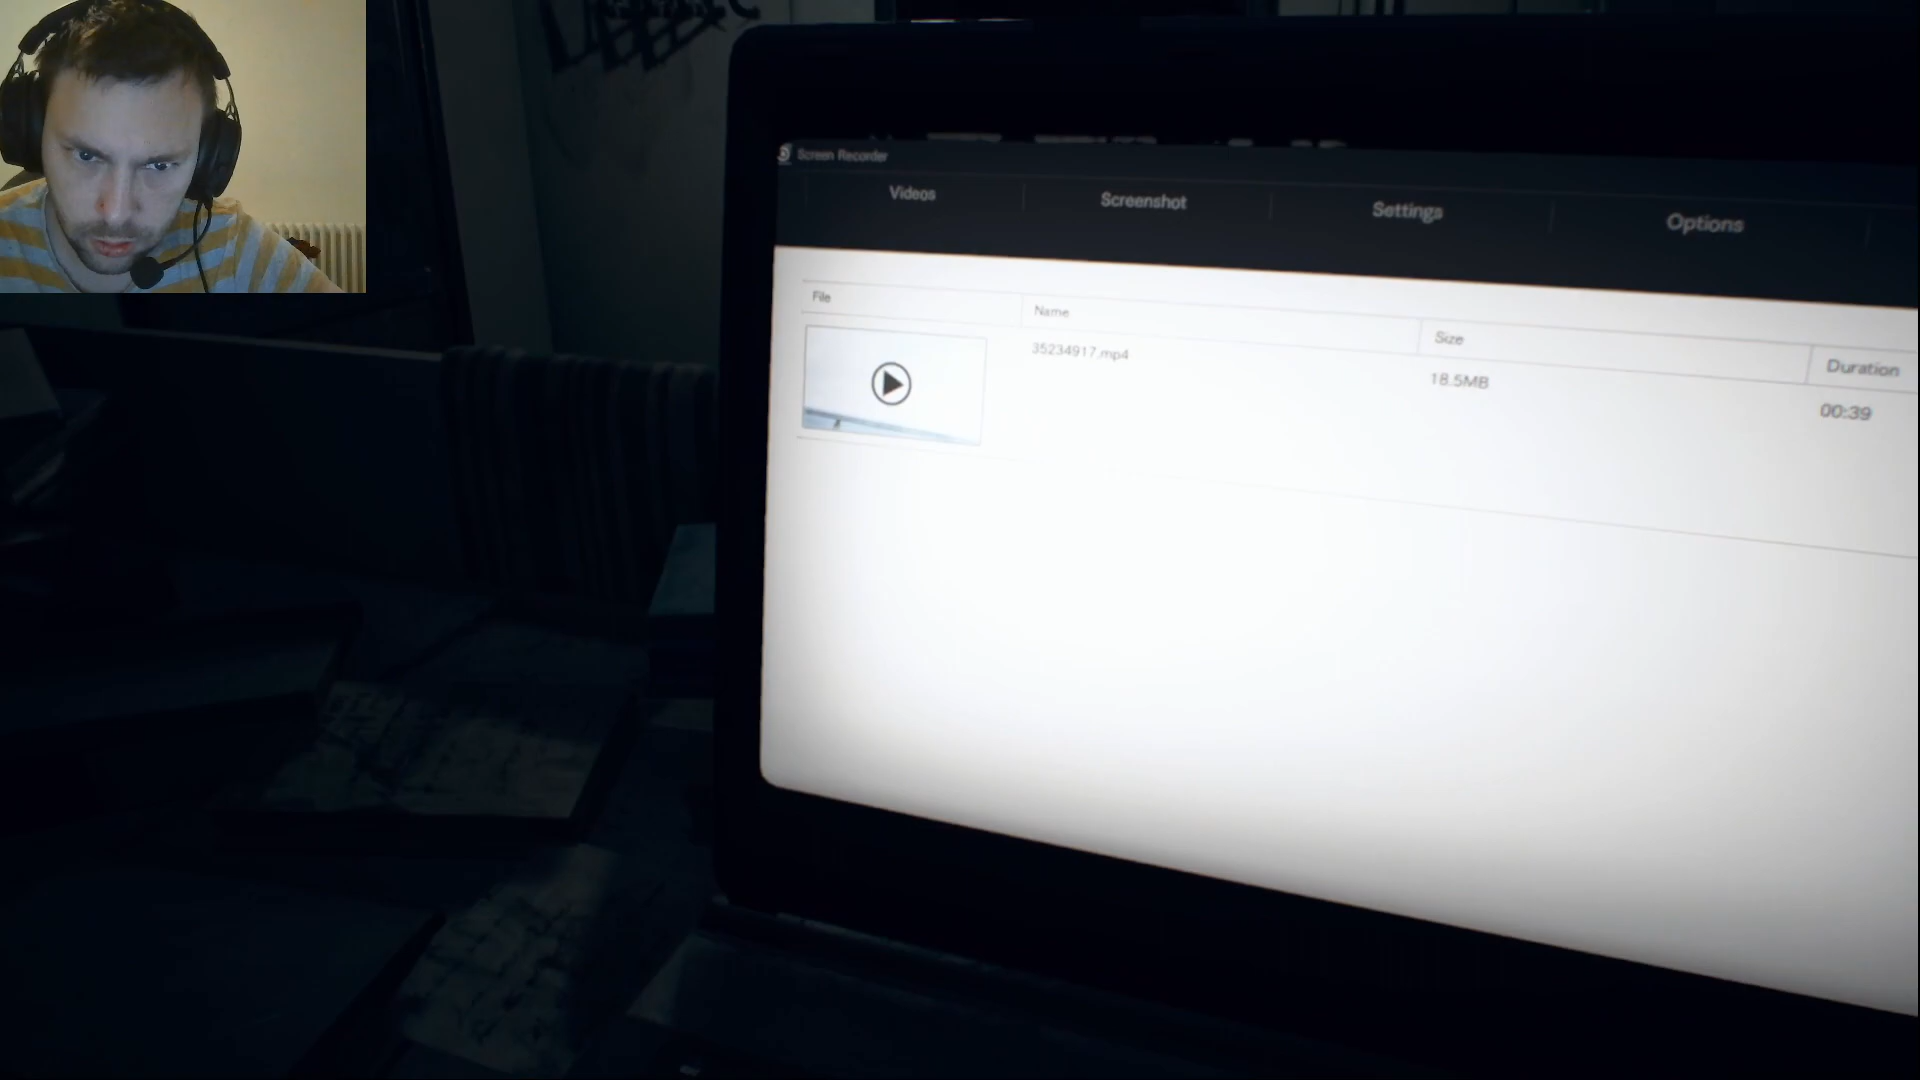 Screen Recorder
Videos Screenshot Settings Options
File Name Size Duration
35234917.mp4 18.5MB 00:39